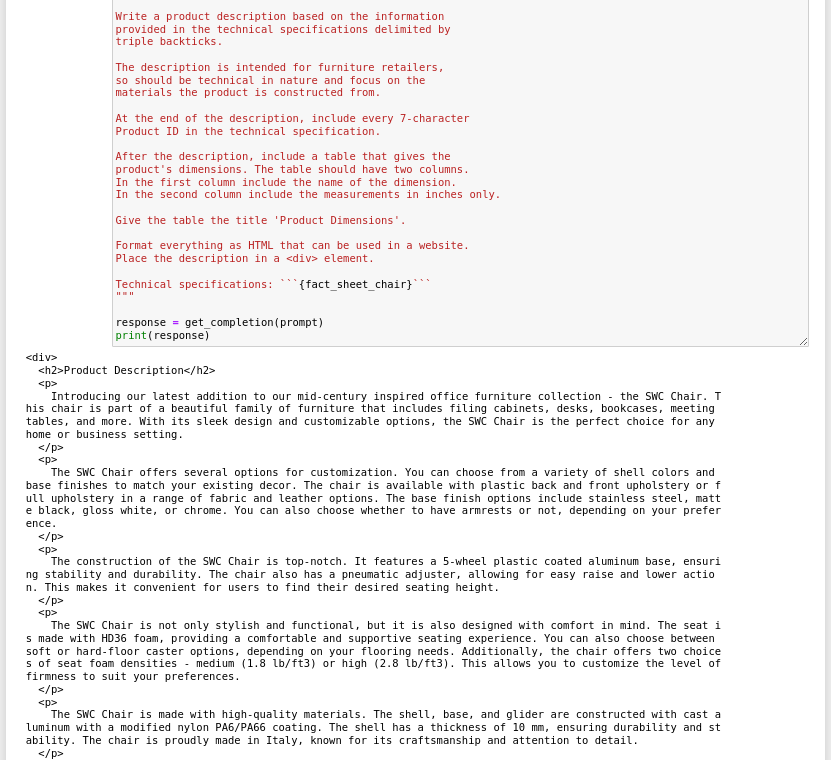 Write a product description based on the information
provided in the technical specifications delimited by
triple backticks.
The description is intended for furniture retailers,
so should be technical in nature and focus on the
materials the product is constructed from.
At the end of the description, include every 7-character
Product ID in the technical specification.
After the description, include a table that gives the
product's dimensions. The table should have two columns.
In the first column include the name of the dimension.
In the second column include the measurements in inches only.
Give the table the title 'Product Dimensions'.
Format everything as HTML that can be used in a website.
Place the description in a <div> element.
Technical specifications: ```{fact_sheet_chair}```
"""
response = get_completion(prompt)
print(response)
<div>
<h2>Product Description</h2>
<p>
Introducing our latest addition to our mid-century inspired office furniture collection - the SWC Chair. T
his chair is part of a beautiful family of furniture that includes filing cabinets, desks, bookcases, meeting
tables, and more. With its sleek design and customizable options, the SWC Chair is the perfect choice for any
home or business setting.
</p>
<p>
The SWC Chair offers several options for customization. You can choose from a variety of shell colors and
base finishes to match your existing decor. The chair is available with plastic back and front upholstery or f
ull upholstery in a range of fabric and leather options. The base finish options include stainless steel, matt
e black, gloss white, or chrome. You can also choose whether to have armrests or not, depending on your prefer
ence.
</p>
<p>
The construction of the SWC Chair is top-notch. It features a 5-wheel plastic coated aluminum base, ensuri
ng stability and durability. The chair also has a pneumatic adjuster, allowing for easy raise and lower actio
n. This makes it convenient for users to find their desired seating height.
</p>
<p>
The SWC Chair is not only stylish and functional, but it is also designed with comfort in mind. The seat i
s made with HD36 foam, providing a comfortable and supportive seating experience. You can also choose between
soft or hard-floor caster options, depending on your flooring needs. Additionally, the chair offers two choice
s of seat foam densities - medium (1.8 lb/ft3) or high (2.8 lb/ft3). This allows you to customize the level of
firmness to suit your preferences.
</p>
<p>
The SWC Chair is made with high-quality materials. The shell, base, and glider are constructed with cast a
luminum with a modified nylon PA6/PA66 coating. The shell has a thickness of 10 mm, ensuring durability and st
ability. The chair is proudly made in Italy, known for its craftsmanship and attention to detail.
</p>